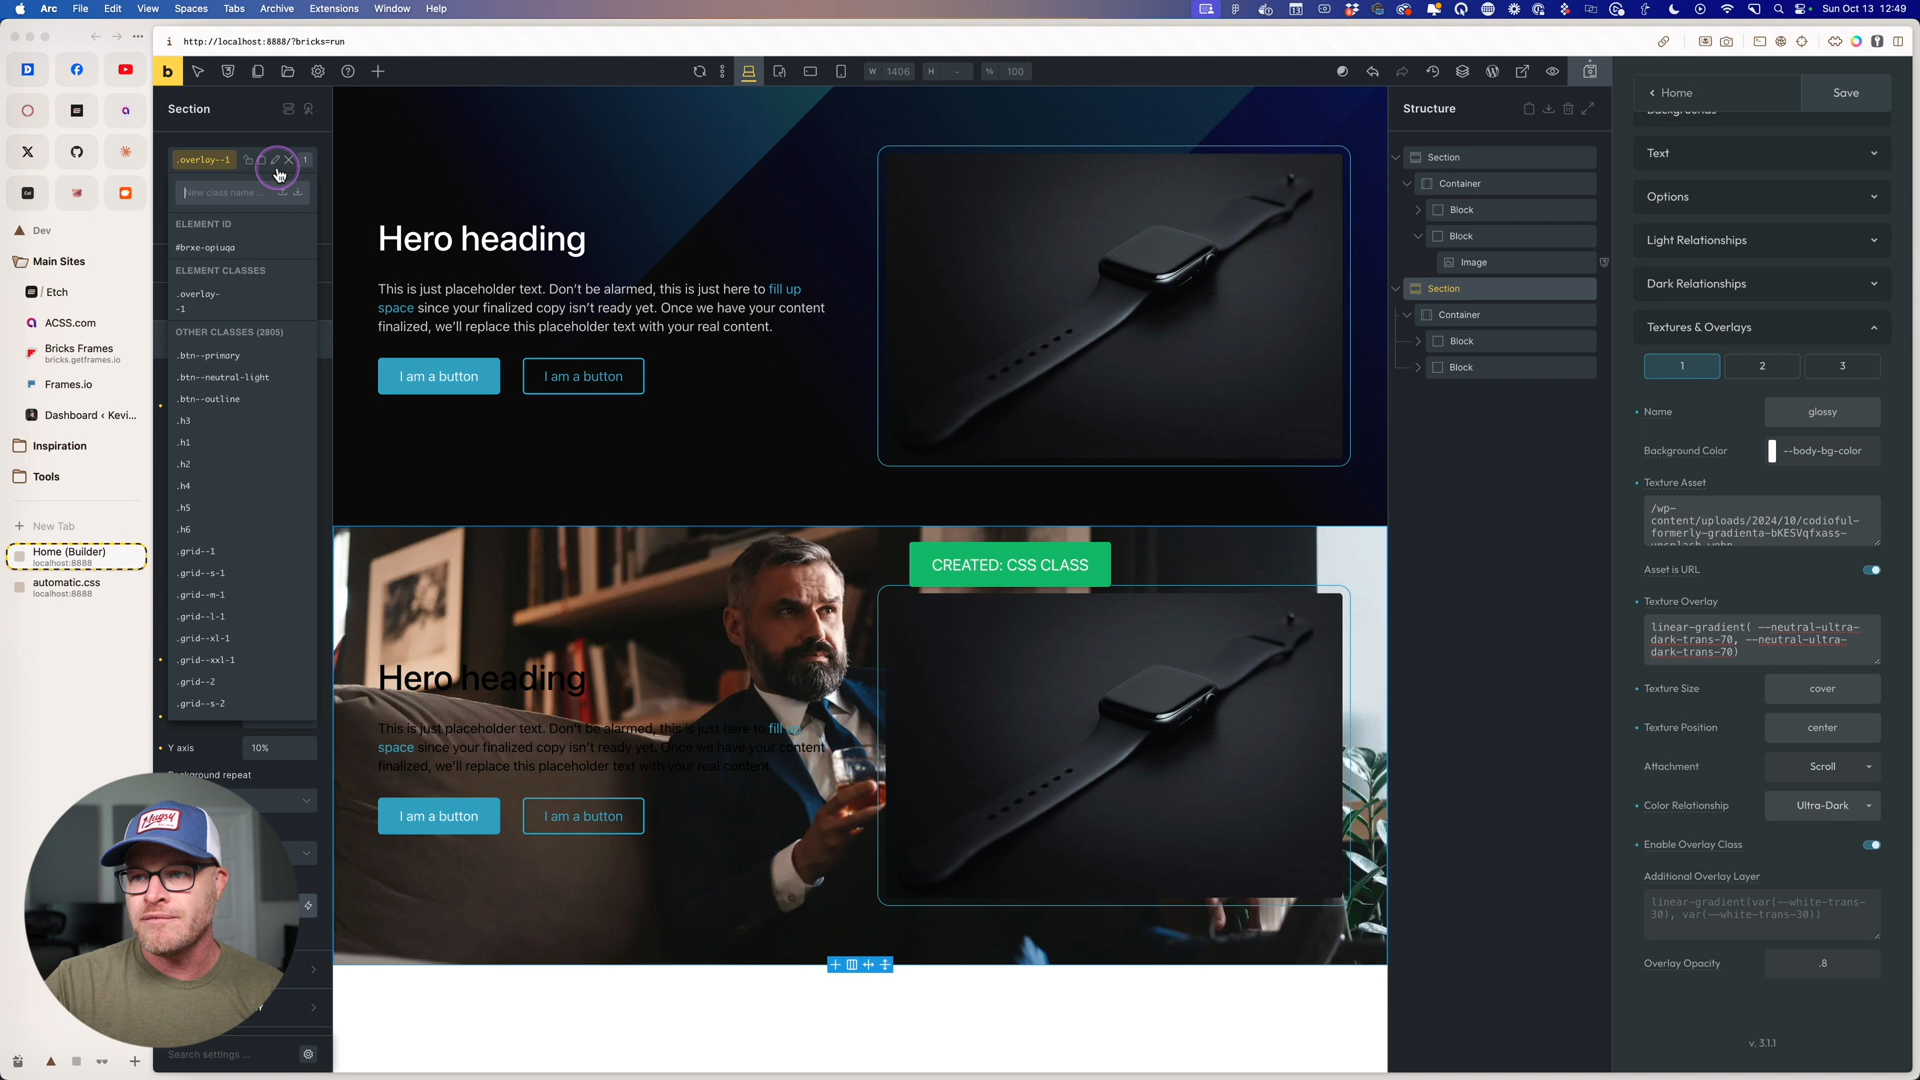 Arc File Edit View Spaces Tabs Archive Extensions Window Help
Sun Oct 13 12:49
http://localhost:8888/?bricks=run
W 1406 H - % 100
Section
.overlay--1
1
New class name ...
ELEMENT ID
#brxe-opiuqa
ELEMENT CLASSES
.overlay-
-1
OTHER CLASSES (2805)
.btn--primary
.btn--neutral-light
.btn--outline
.h3
.h1
.h2
.h4
.h5
.h6
.grid--1
.grid--s-1
.grid--m-1
.grid--l-1
.grid--xl-1
.grid--xxl-1
.grid--2
.grid--s-2
Y axis 10%
Background repeat
Search settings ...
Dev
Main Sites
Etch
ACSS.com
Bricks Frames
bricks.getframes.io
Frames.io
Dashboard ‹ Kevi...
Inspiration
Tools
New Tab
Home (Builder)
localhost:8888
automatic.css
localhost:8888
Mugsy
Hero heading
This is just placeholder text. Don't be alarmed, this is just here to fill up
space since your finalized copy isn't ready yet. Once we have your content
finalized, we'll replace this placeholder text with your real content.
I am a button
I am a button
CREATED: CSS CLASS
Hero heading
This is just placeholder text. Don't be alarmed, this is just here to fill up
space since your finalized copy isn't ready yet. Once we have your content
finalized, we'll replace this placeholder text with your real content.
I am a button
I am a button
Structure
Section
Container
Block
Block
Image
Section
Container
Block
Block
Home
Save
Backgrounds
Text
Options
Light Relationships
Dark Relationships
Textures & Overlays
1 2 3
Name glossy
Background Color --body-bg-color
Texture Asset
/wp-
content/uploads/2024/10/codioful-
formerly-gradienta-bKESVqfxass-
unsplash.webp
Asset is URL
Texture Overlay
linear-gradient( --neutral-ultra-
dark-trans-70, --neutral-ultra-
dark-trans-70)
Texture Size cover
Texture Position center
Attachment Scroll
Color Relationship Ultra-Dark
Enable Overlay Class
Additional Overlay Layer
linear-gradient(var(--white-trans-
30), var(--white-trans-30))
Overlay Opacity .8
v. 3.1.1